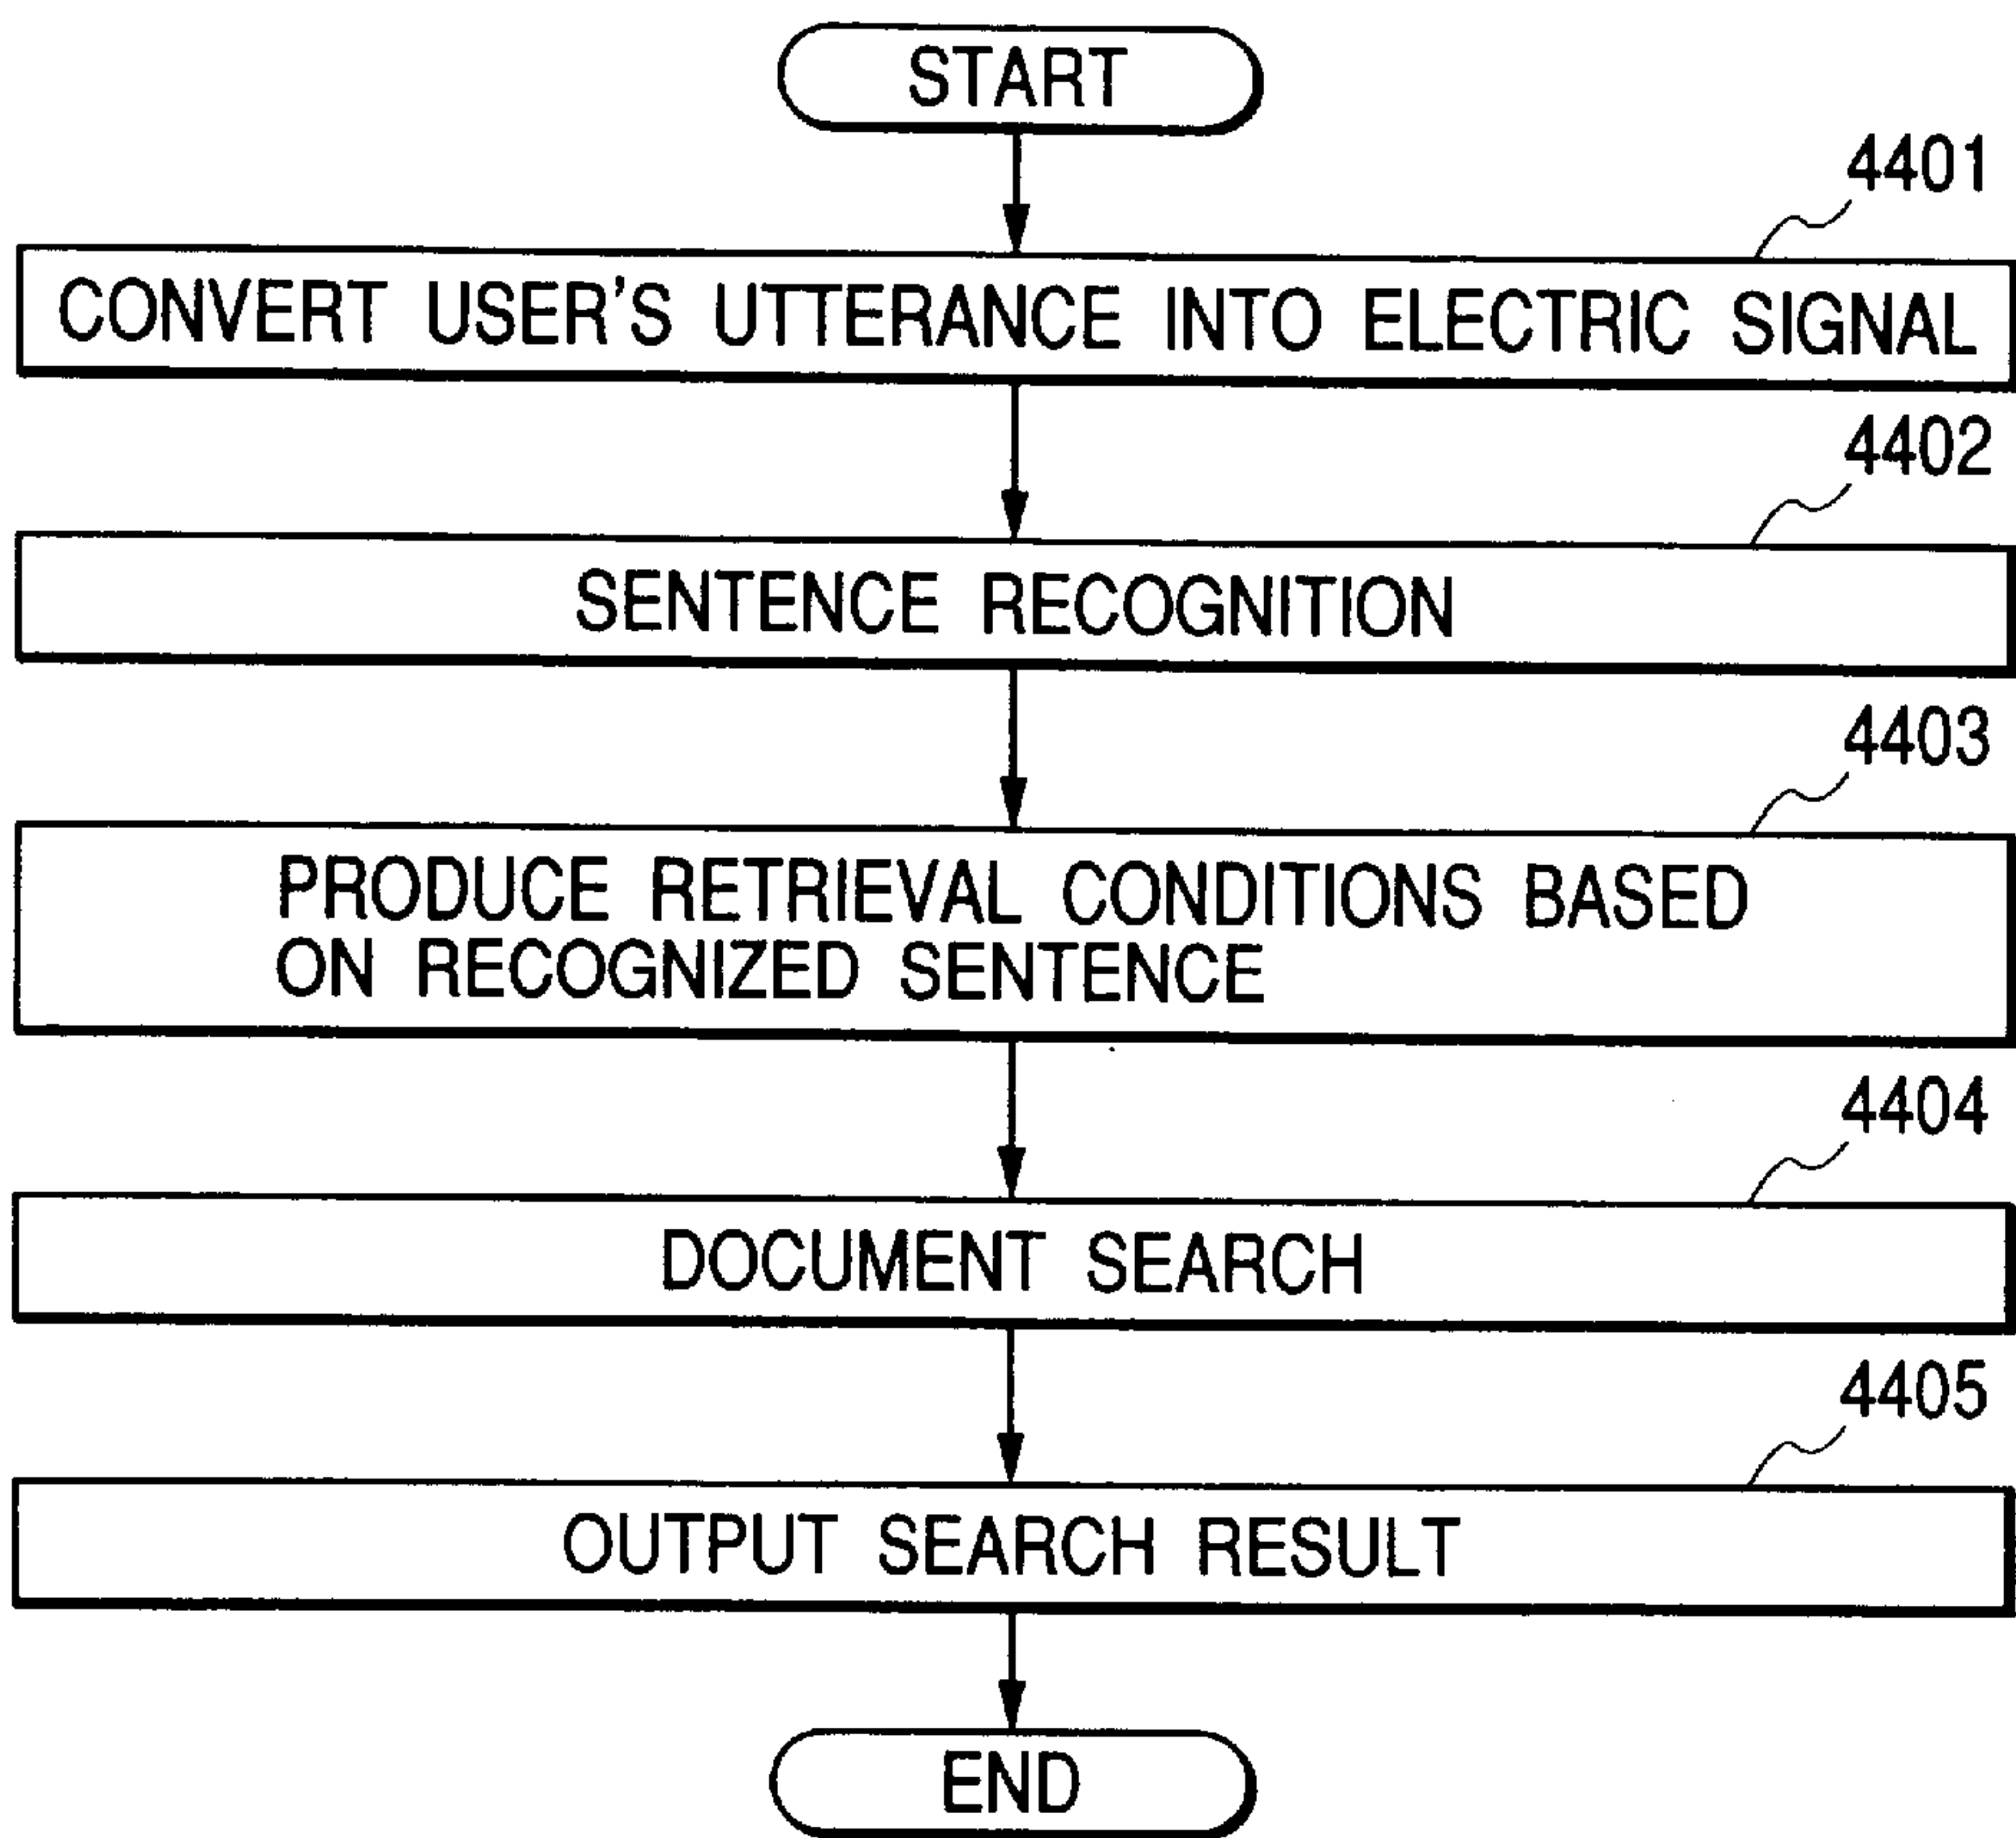 START
4401
CONVERT USER'S UTTERANCE INTO ELECTRIC SIGNAL
4402
SENTENCE RECOGNITION
4403
PRODUCE RETRIEVAL CONDITIONS BASED
ON RECOGNIZED SENTENCE
4404
DOCUMENT SEARCH
4405
OUTPUT SEARCH RESULT
END